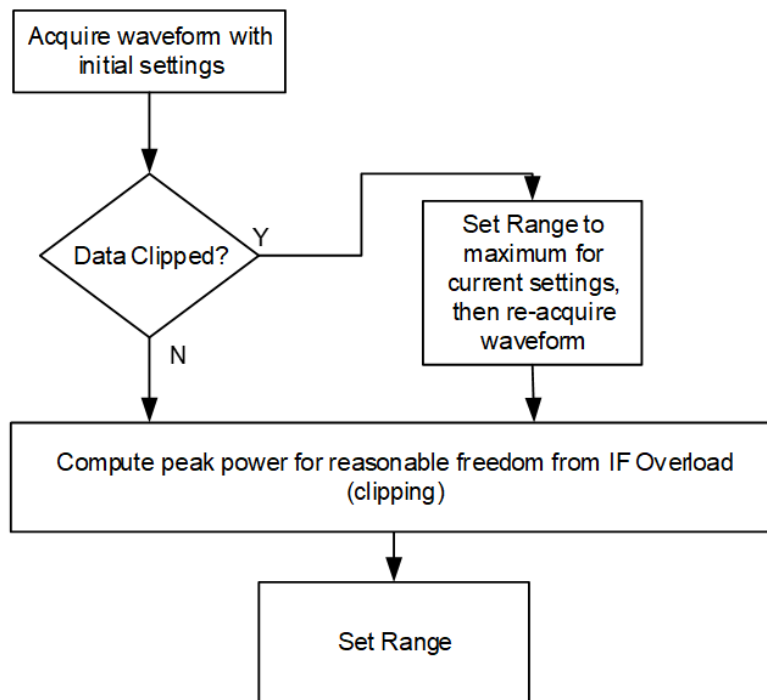 Acquire waveform with
initial settings
Data Clipped?
Y
Set Range to
maximum for
current settings,
then re-acquire
waveform
N
Compute peak power for reasonable freedom from IF Overload
(clipping)
Set Range